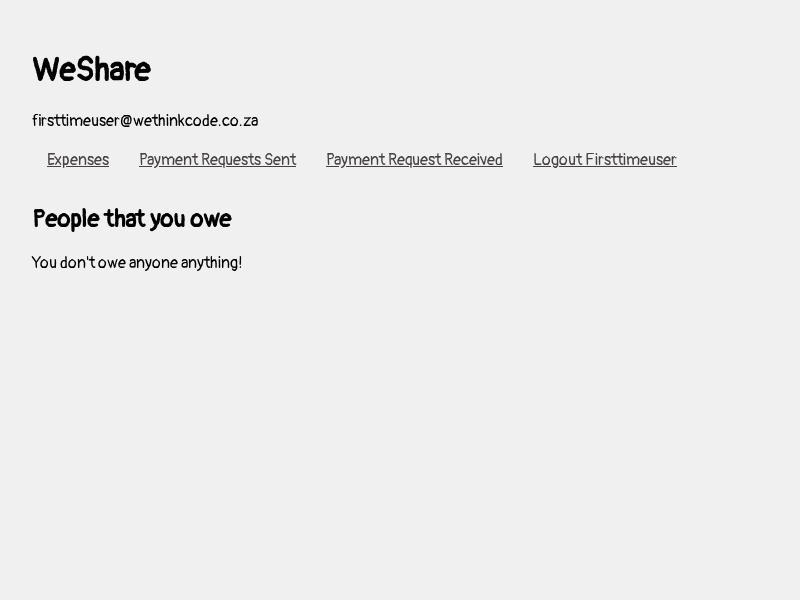 WeShare
firsttimeuser@wethinkcode.co.za
Expenses Payment Requests Sent Payment Request Received Logout Firsttimeuser
People that you owe
You don't owe anyone anything!